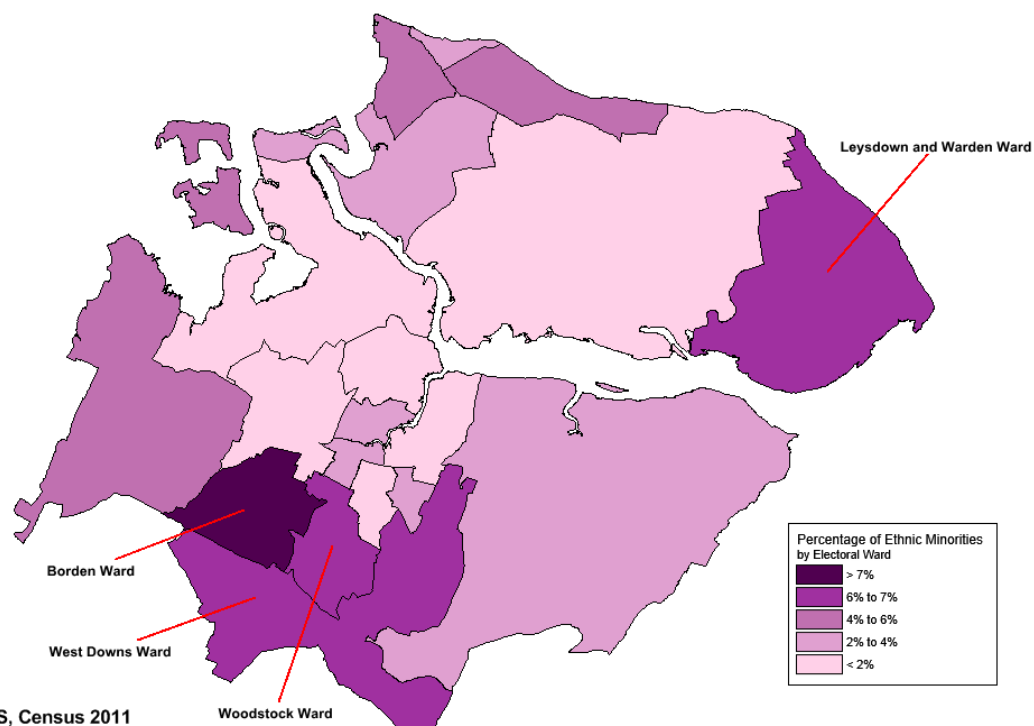 Leysdown and Warden Ward
Borden Ward
West Downs Ward
Woodstock Ward
Percentage of Ethnic Minorities
by Electoral Ward
> 7%
6% to 7%
4% to 6%
2% to 4%
< 2%
S, Census 2011